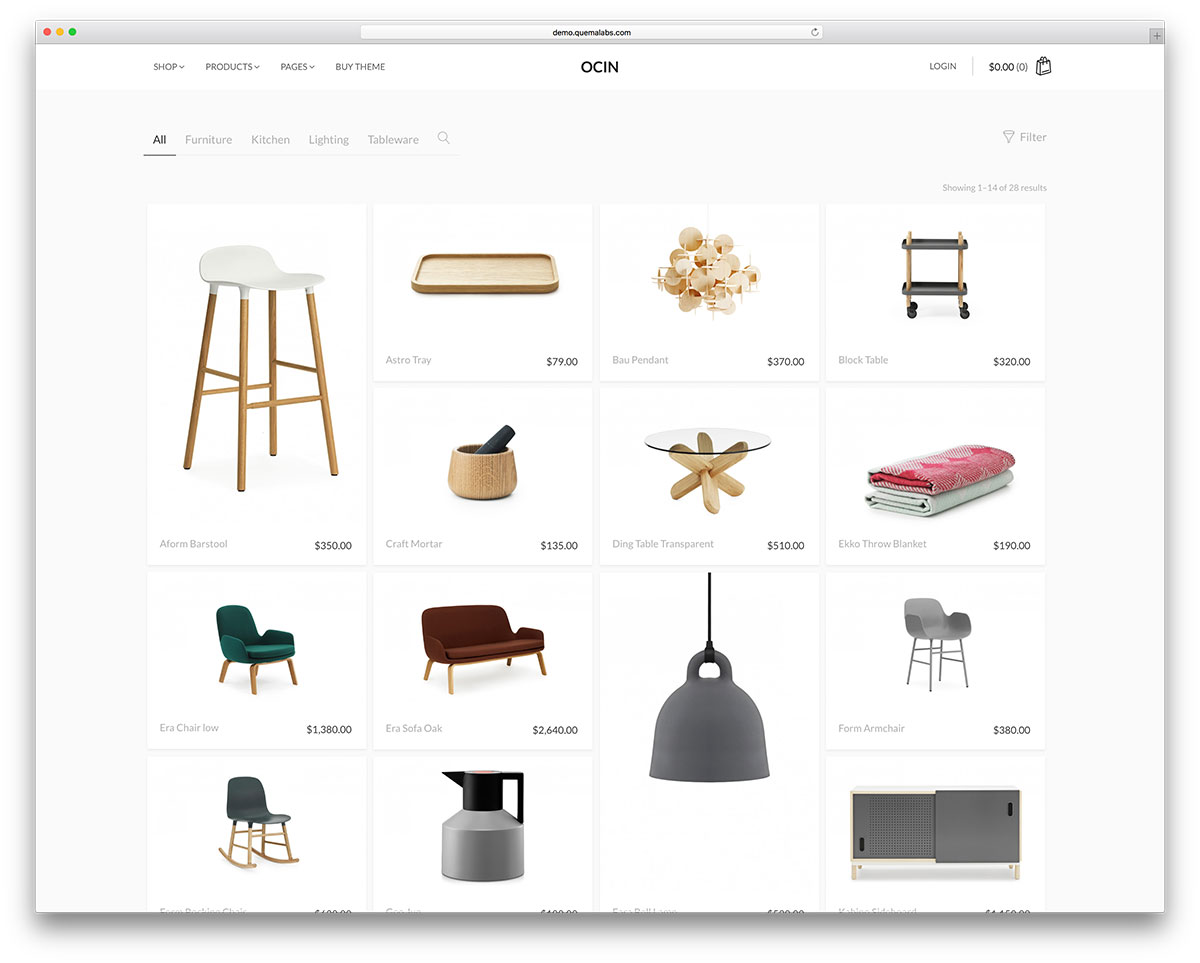 demo.quemalabs.com
SHOP PRODUCTS PAGES BUY THEME OCIN LOGIN $0.00 (0)
All Furniture Kitchen Lighting Tableware Filter
Showing 1–14 of 28 results
Astro Tray $79.00
Bau Pendant $370.00
Block Table $320.00
Aform Barstool $350.00
Craft Mortar $135.00
Ding Table Transparent $510.00
Ekko Throw Blanket $190.00
Era Chair low $1,380.00
Era Sofa Oak $2,640.00
Form Armchair $380.00